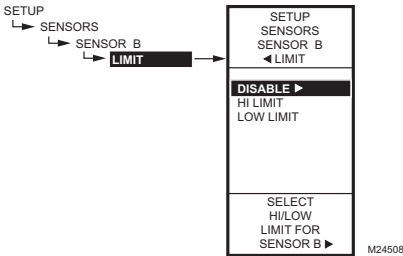 SETUP
SENSORS
SENSOR B
LIMIT
SETUP
SENSORS
SENSOR B
◄ LIMIT
DISABLE ►
HI LIMIT
LOW LIMIT
SELECT
HI/LOW
LIMIT FOR
SENSOR B ►
M24508